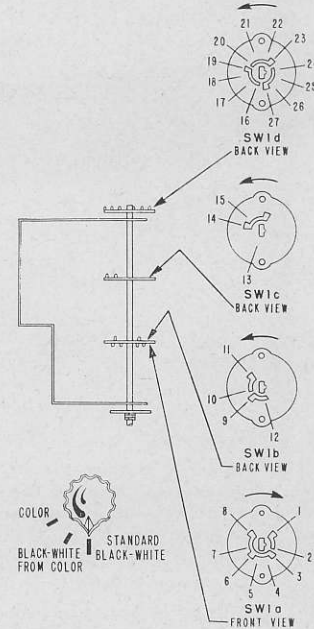 21
22
20
23
19
24
18
25
17
26
16
27
SW1d
BACK VIEW
15
14
13
SW1c
BACK VIEW
11
10
9
12
SW1b
BACK VIEW
8
1
7
2
6
3
5
4
SW1a
FRONT VIEW
COLOR
BLACK-WHITE
FROM COLOR
STANDARD
BLACK-WHITE